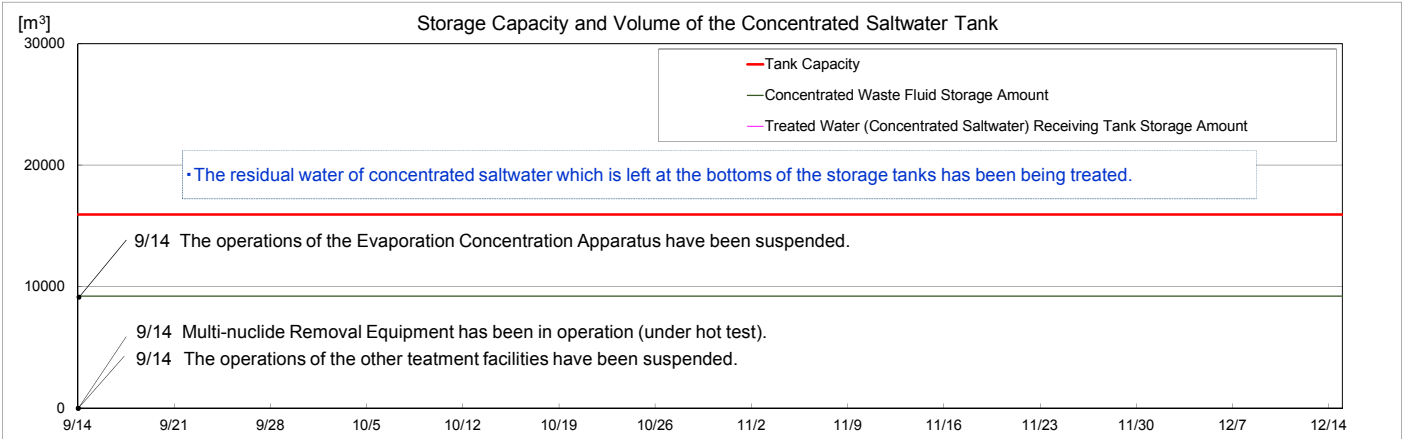 [m³]
Storage Capacity and Volume of the Concentrated Saltwater Tank
30000
Tank Capacity
Concentrated Waste Fluid Storage Amount
Treated Water (Concentrated Saltwater) Receiving Tank Storage Amount
20000
・The residual water of concentrated saltwater which is left at the bottoms of the storage tanks has been being treated.
9/14 The operations of the Evaporation Concentration Apparatus have been suspended.
10000
9/14 Multi-nuclide Removal Equipment has been in operation (under hot test).
9/14 The operations of the other teatment facilities have been suspended.
0
9/14 9/21 9/28 10/5 10/12 10/19 10/26 11/2 11/9 11/16 11/23 11/30 12/7 12/14